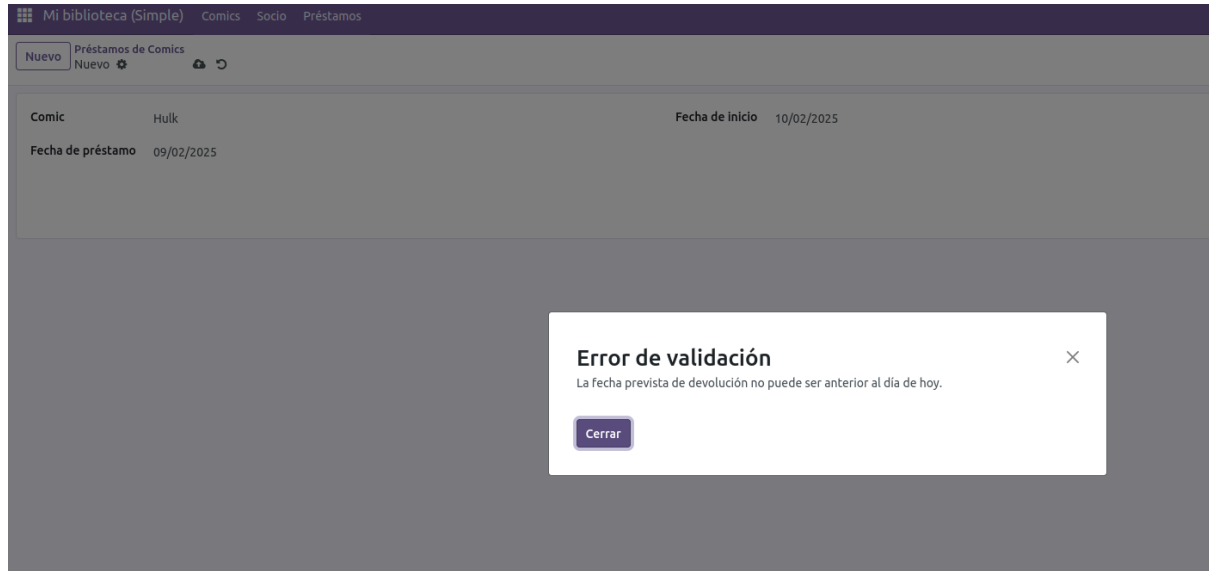 Mi biblioteca (Simple) Comics Socio Préstamos
Nuevo Préstamos de Comics
Nuevo
Comic Hulk Fecha de inicio 10/02/2025
Fecha de préstamo 09/02/2025
Error de validación
La fecha prevista de devolución no puede ser anterior al día de hoy.
Cerrar